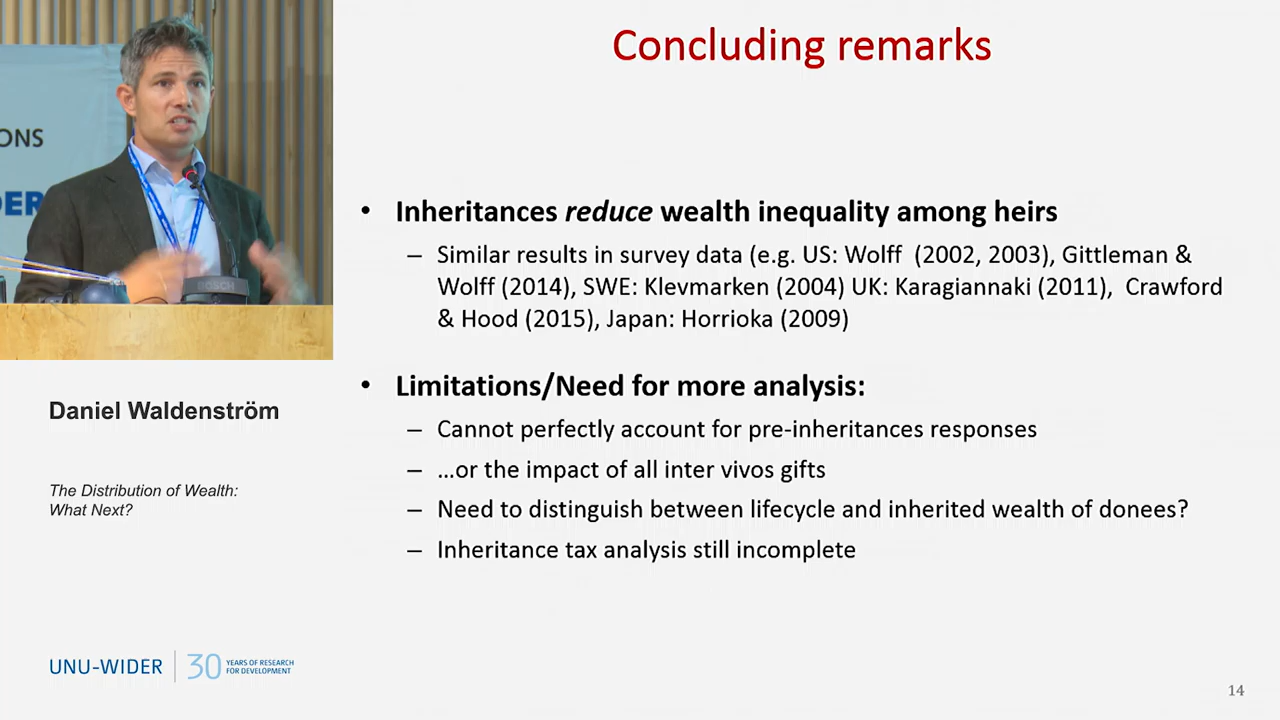 Concluding remarks
ONS
DER
BOSCH
• Inheritances reduce wealth inequality among heirs
– Similar results in survey data (e.g. US: Wolff (2002, 2003), Gittleman &
Wolff (2014), SWE: Klevmarken (2004) UK: Karagiannaki (2011), Crawford
& Hood (2015), Japan: Horrioka (2009)
• Limitations/Need for more analysis:
– Cannot perfectly account for pre-inheritances responses
– …or the impact of all inter vivos gifts
– Need to distinguish between lifecycle and inherited wealth of donees?
– Inheritance tax analysis still incomplete
Daniel Waldenström
The Distribution of Wealth:
What Next?
UNU-WIDER
30 YEARS OF RESEARCH
FOR DEVELOPMENT
14